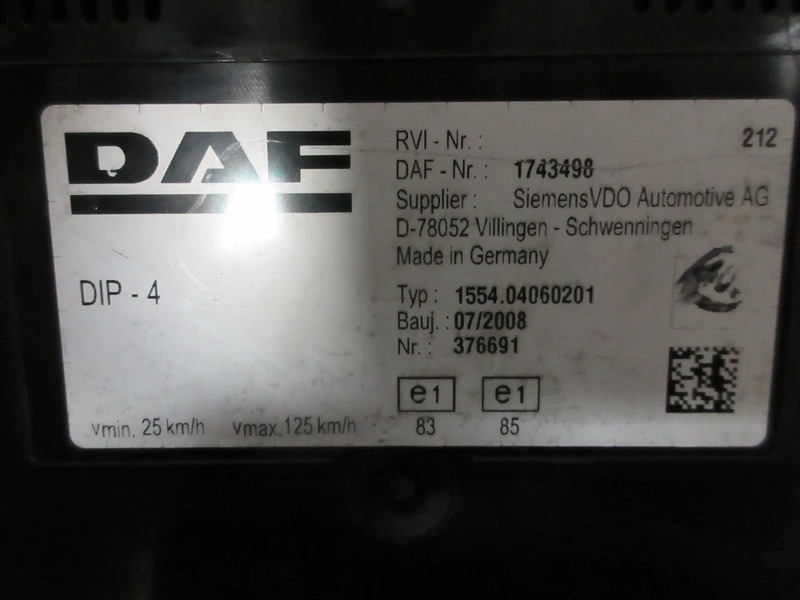 DAF
DIP - 4
vmin. 25 km/h vmax. 125 km/h
RVI - Nr. : 212
DAF - Nr. : 1743498
Supplier : SiemensVDO Automotive AG
D-78052 Villingen - Schwenningen
Made in Germany
Typ : 1554.04060201
Bauj. : 07/2008
Nr. : 376691
e1 e1
83 85